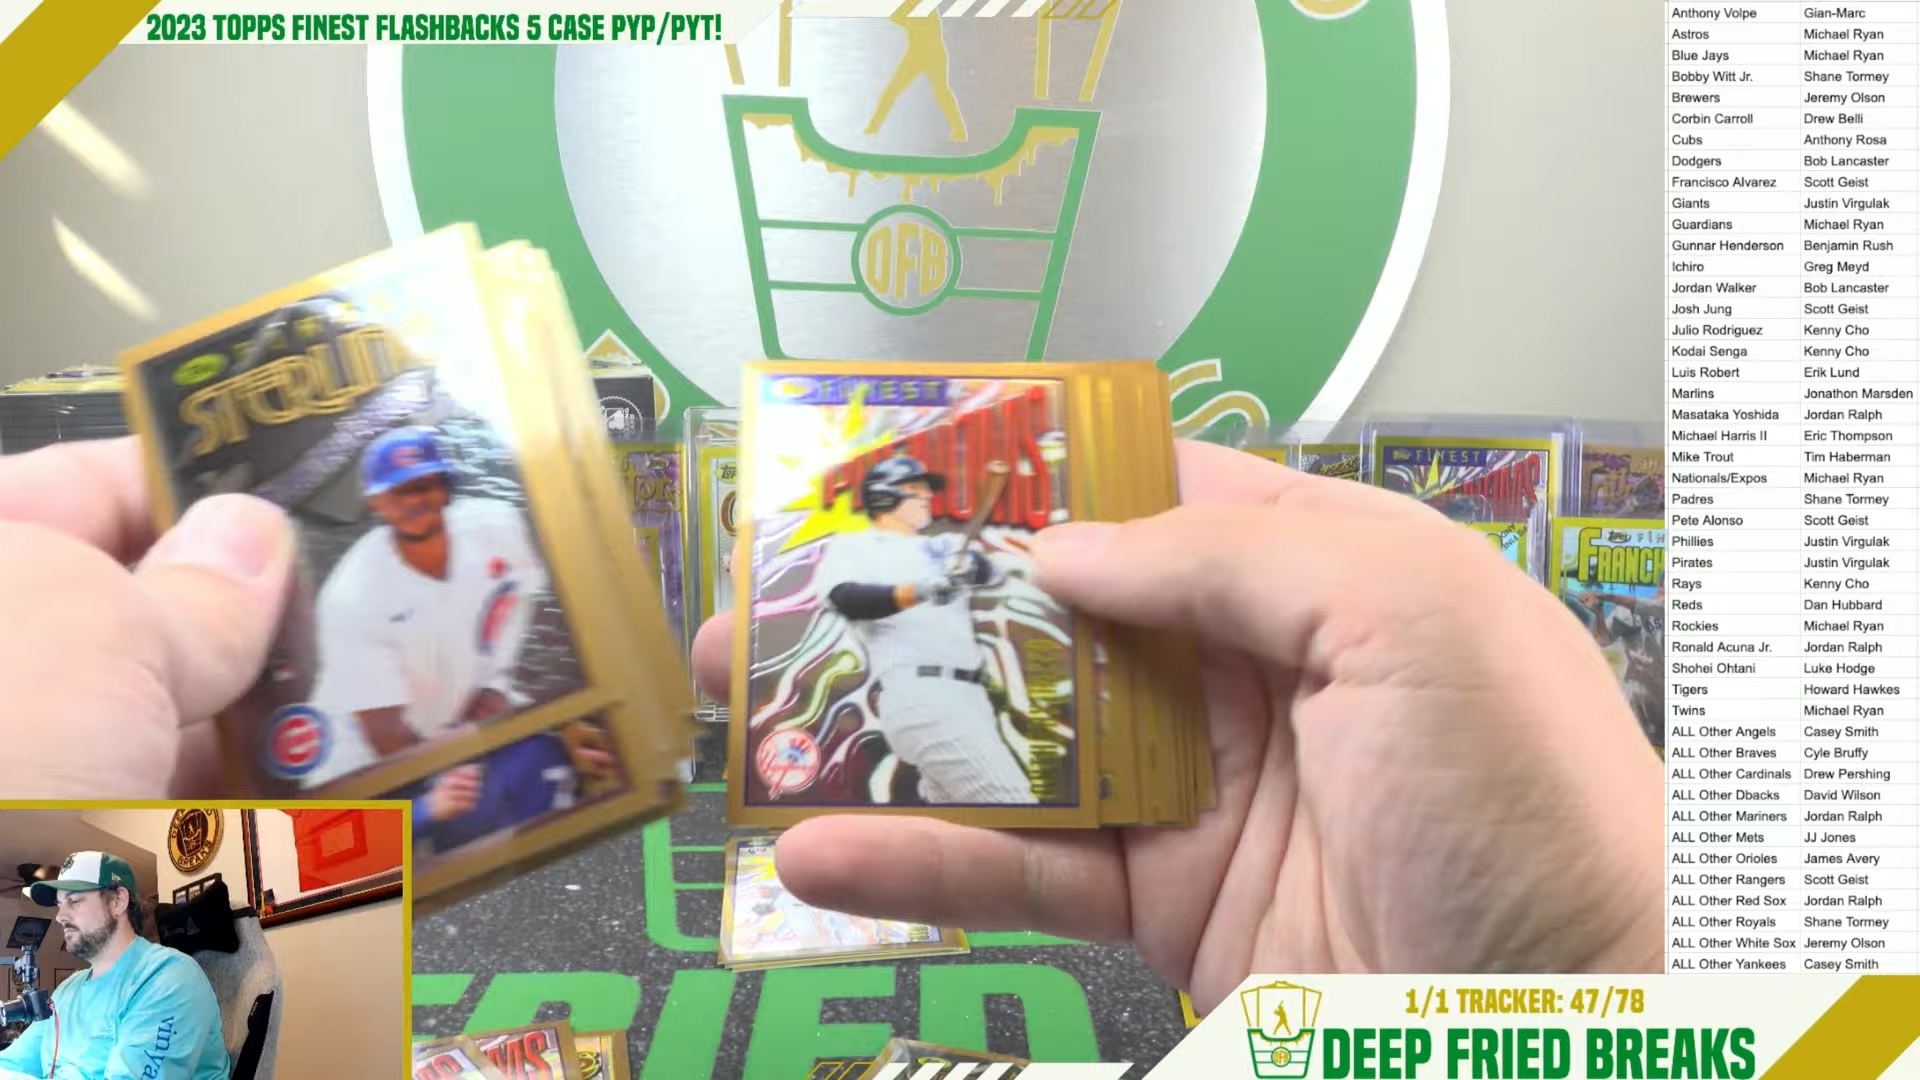 2023 TOPPS FINEST FLASHBACKS 5 CASE PYP/PYT!
Anthony Volpe Gian-Marc
Astros Michael Ryan
Blue Jays Michael Ryan
Bobby Witt Jr. Shane Tormey
Brewers Jeremy Olson
Corbin Carroll Drew Belli
Cubs Anthony Rosa
Dodgers Bob Lancaster
Francisco Alvarez Scott Geist
Giants Justin Virgulak
Guardians Michael Ryan
Gunnar Henderson Benjamin Rush
Ichiro Greg Meyd
Jordan Walker Bob Lancaster
Josh Jung Scott Geist
Julio Rodriguez Kenny Cho
Kodai Senga Kenny Cho
Luis Robert Erik Lund
Marlins Jonathon Marsden
Masataka Yoshida Jordan Ralph
Michael Harris II Eric Thompson
Mike Trout Tim Haberman
Nationals/Expos Michael Ryan
Padres Shane Tormey
Pete Alonso Scott Geist
Phillies Justin Virgulak
Pirates Justin Virgulak
Rays Kenny Cho
Reds Dan Hubbard
Rockies Michael Ryan
Ronald Acuna Jr. Jordan Ralph
Shohei Ohtani Luke Hodge
Tigers Howard Hawkes
Twins Michael Ryan
ALL Other Angels Casey Smith
ALL Other Braves Cyle Bruffy
ALL Other Cardinals Drew Pershing
ALL Other Dbacks David Wilson
ALL Other Mariners Jordan Ralph
ALL Other Mets JJ Jones
ALL Other Orioles James Avery
ALL Other Rangers Scott Geist
ALL Other Red Sox Jordan Ralph
ALL Other Royals Shane Tormey
ALL Other White Sox Jeremy Olson
ALL Other Yankees Casey Smith
DFB
FINEST
FINEST
1/1 TRACKER: 47/78
DEEP FRIED BREAKS